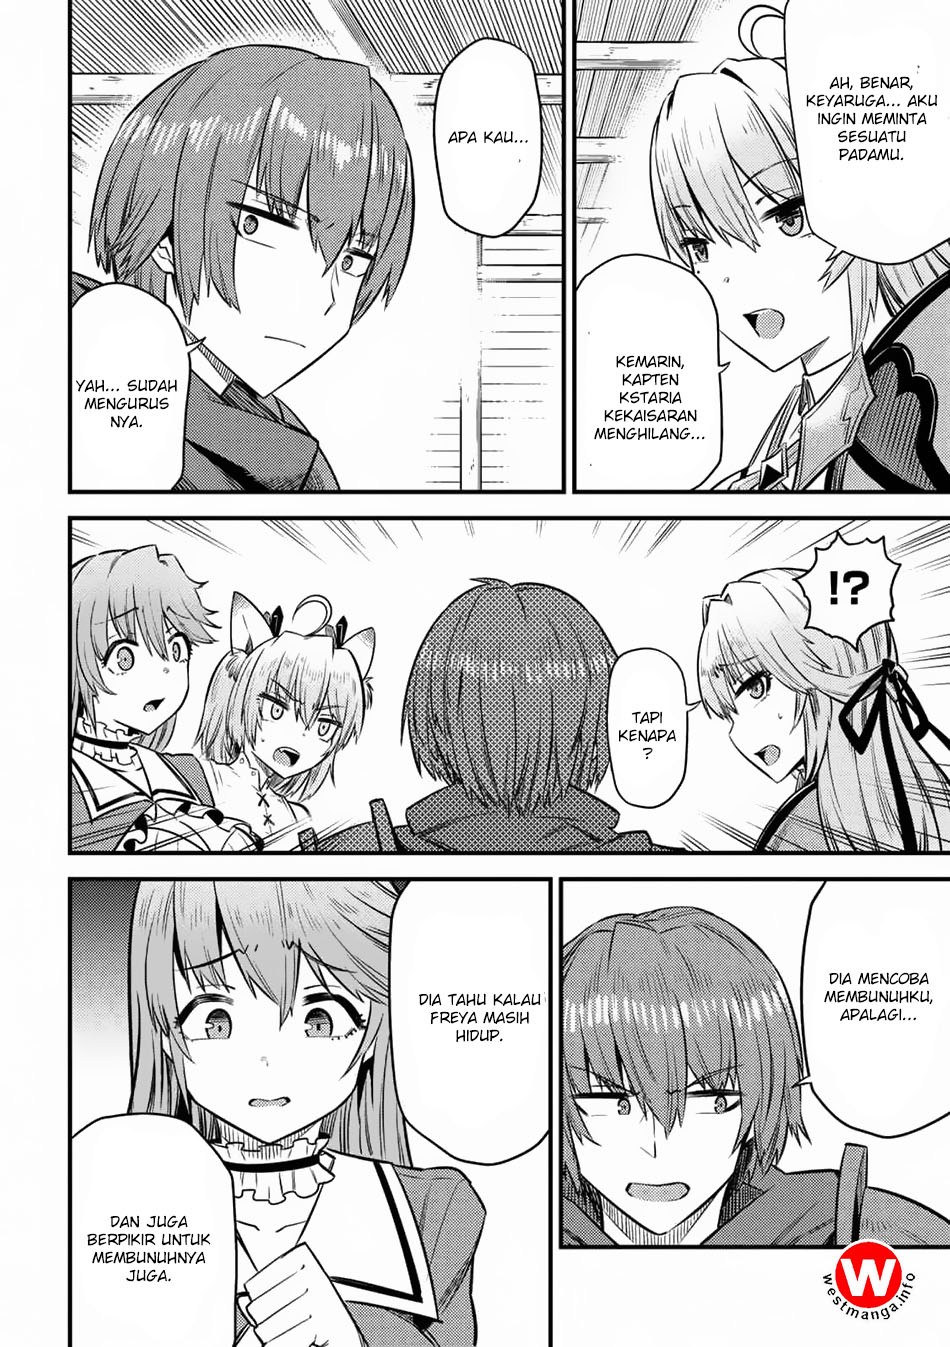 AH, BENAR,
KEYARUGA... AKU
INGIN MEMINTA
SESUATU
PADAMU.
KEMARIN,
KAPTEN
KSTARIA
KEKAISARAN
MENGHILANG...
APA KAU...
YAH... SUDAH
MENGURUS
NYA.
!?
TAPI
KENAPA
?
DIA MENCOBA
MEMBUNUHKU,
APALAGI...
DIA TAHU KALAU
FREYA MASIH
HIDUP.
DAN JUGA
BERPIKIR UNTUK
MEMBUNUHNYA
JUGA.
W
westmanga.info